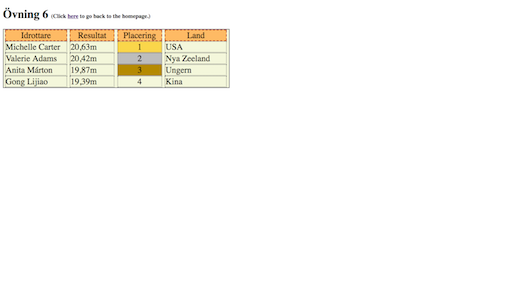 Övning 6 (Click here to go back to the homepage.)
Idrottare Resultat Placering Land
Michelle Carter 20,63m 1 USA
Valerie Adams 20,42m 2 Nya Zeeland
Anita Márton 19,87m 3 Ungern
Gong Lijiao 19,39m 4 Kina